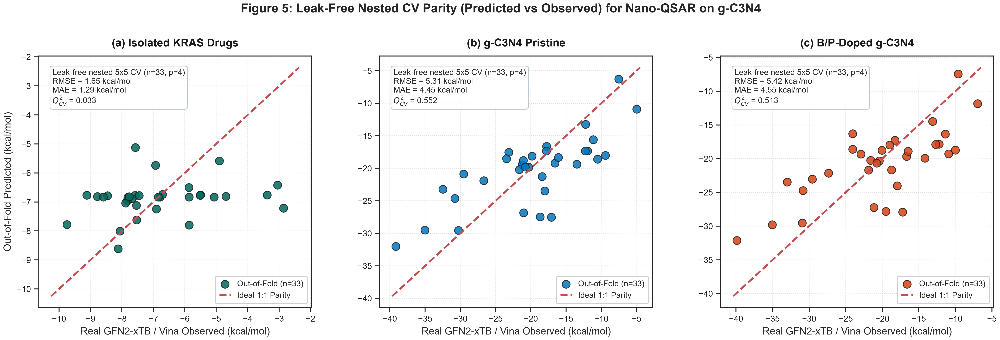 Figure 5: Leak-Free Nested CV Parity (Predicted vs Observed) for Nano-QSAR on g-C3N4
(a) Isolated KRAS Drugs
Leak-free nested 5x5 CV (n=33, p=4)
RMSE = 1.65 kcal/mol
MAE = 1.29 kcal/mol
Q²CV = 0.033
Out-of-Fold Predicted (kcal/mol)
−2
−3
−4
−5
−6
−7
−8
−9
−10
Out-of-Fold (n=33)
Ideal 1:1 Parity
−10 −9 −8 −7 −6 −5 −4 −3 −2
Real GFN2-xTB / Vina Observed (kcal/mol)
(b) g-C3N4 Pristine
Leak-free nested 5x5 CV (n=33, p=4)
RMSE = 5.31 kcal/mol
MAE = 4.45 kcal/mol
Q²CV = 0.552
−5
−10
−15
−20
−25
−30
−35
−40
Out-of-Fold (n=33)
Ideal 1:1 Parity
−40 −35 −30 −25 −20 −15 −10 −5
Real GFN2-xTB / Vina Observed (kcal/mol)
(c) B/P-Doped g-C3N4
Leak-free nested 5x5 CV (n=33, p=4)
RMSE = 5.42 kcal/mol
MAE = 4.55 kcal/mol
Q²CV = 0.513
−5
−10
−15
−20
−25
−30
−35
−40
Out-of-Fold (n=33)
Ideal 1:1 Parity
−40 −35 −30 −25 −20 −15 −10 −5
Real GFN2-xTB / Vina Observed (kcal/mol)